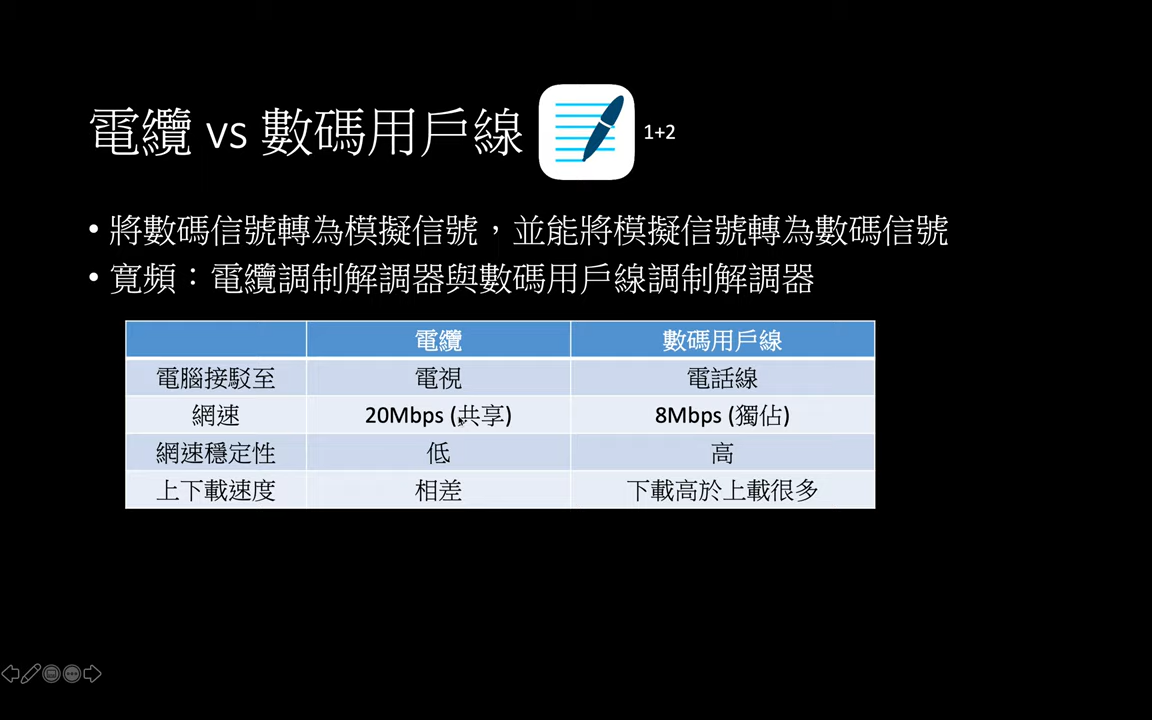 電纜 vs 數碼用戶線 1+2
• 將數碼信號轉為模擬信號，並能將模擬信號轉為數碼信號
• 寬頻：電纜調制解調器與數碼用戶線調制解調器
電纜 數碼用戶線
電腦接駁至 電視 電話線
網速 20Mbps (共享) 8Mbps (獨佔)
網速穩定性 低 高
上下載速度 相差 下載高於上載很多